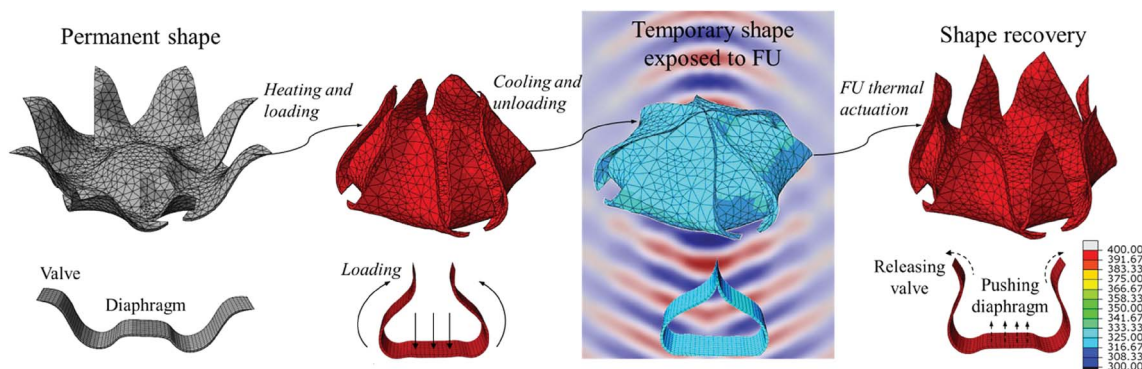 Permanent shape
Heating and
loading
Cooling and
unloading
Temporary shape
exposed to FU
FU thermal
actuation
Shape recovery
Valve
Diaphragm
Loading
Releasing
valve
Pushing
diaphragm
400.00
391.67
383.33
375.00
366.67
358.33
350.00
341.67
333.33
325.00
316.67
308.33
300.00